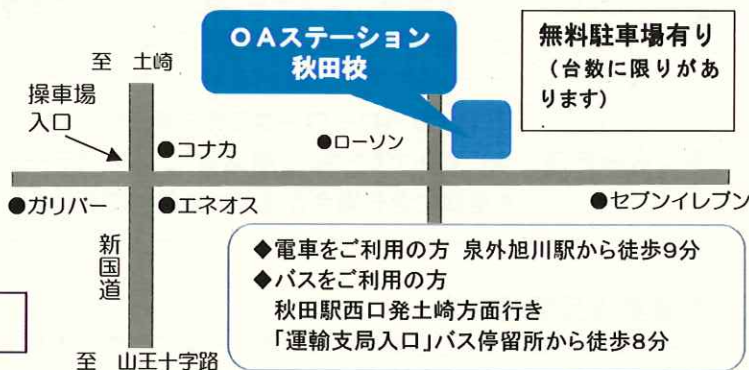 OAステーション
秋田校
無料駐車場有り
（台数に限りがあ
ります）
至 土崎
操車場
入口
●コナカ
●ローソン
●ガリバー
●エネオス
●セブンイレブン
新国道
至 山王十字路
◆電車をご利用の方 泉外旭川駅から徒歩9分
◆バスをご利用の方
秋田駅西口発土崎方面行き
「運輸支局入口」バス停留所から徒歩8分